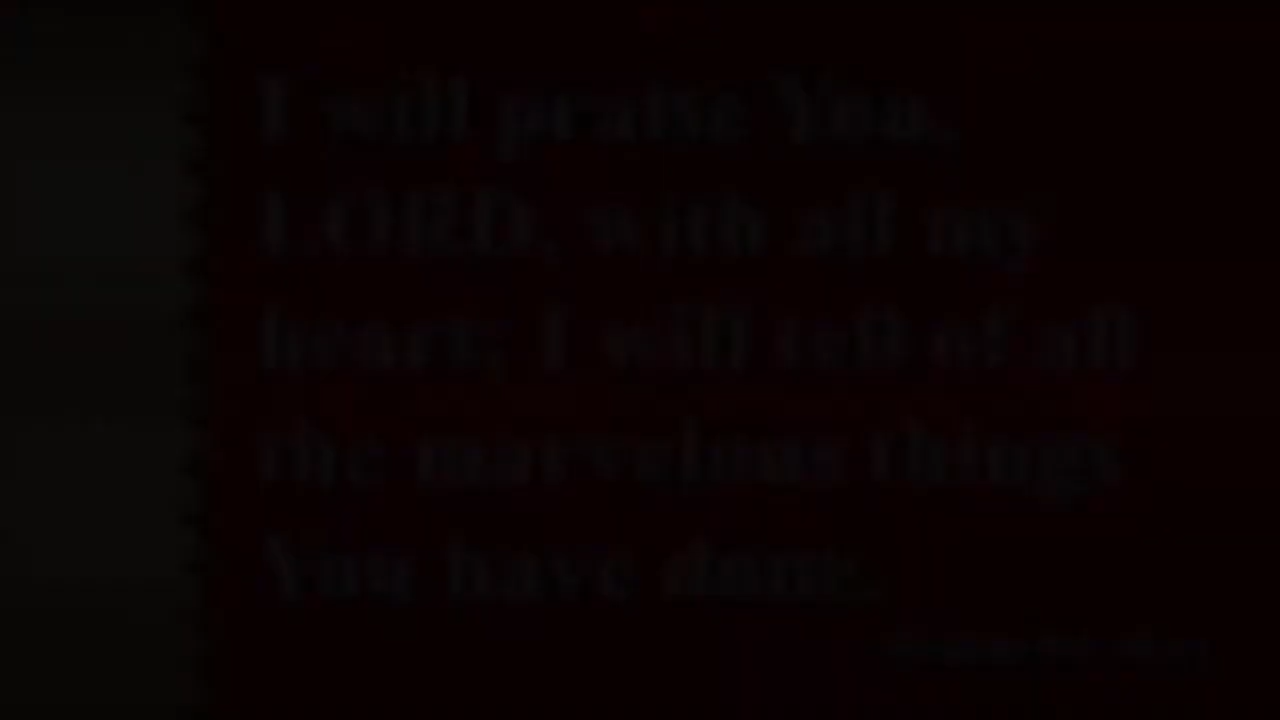 I will praise You,
LORD, with all my
heart; I will tell of all
the marvelous things
You have done.